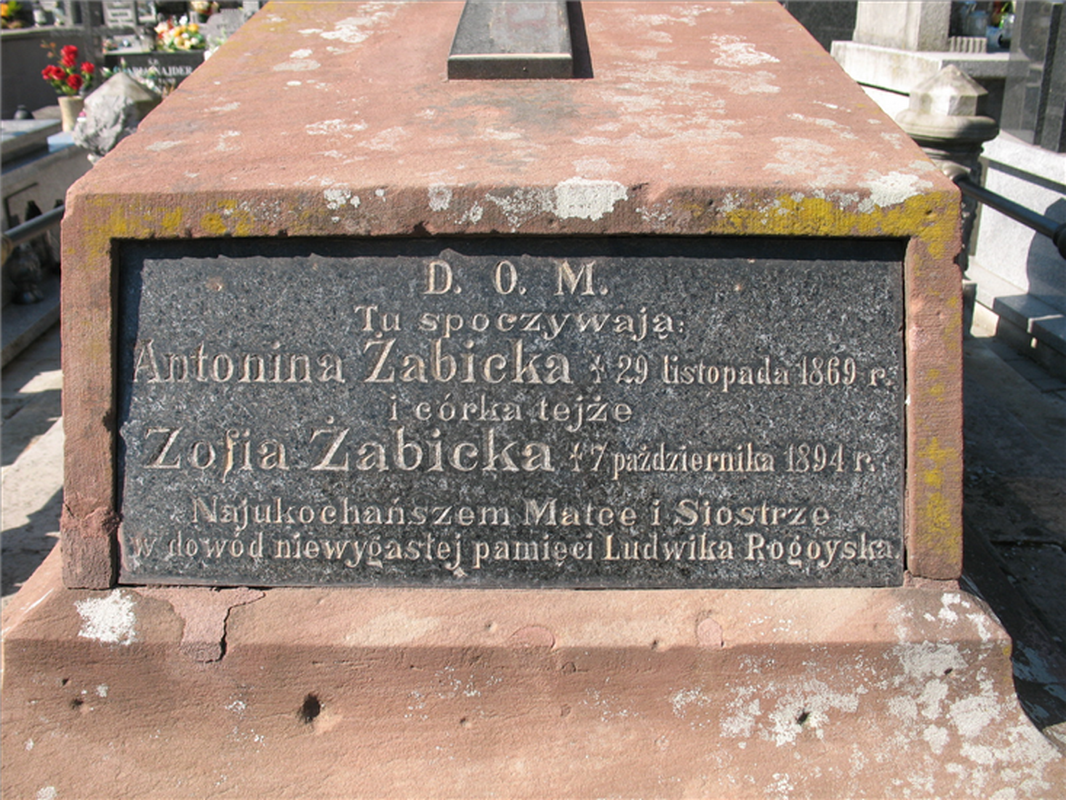 D. O. M.
Tu spoczywają:
Antonina Żabicka † 29 listopada 1869 r.
i córka tejże
Zofia Żabicka † 7 października 1894 r.
Najukochańszem Matce i Siostrze
w dowód niewygasłej pamięci Ludwika Rogoyska.